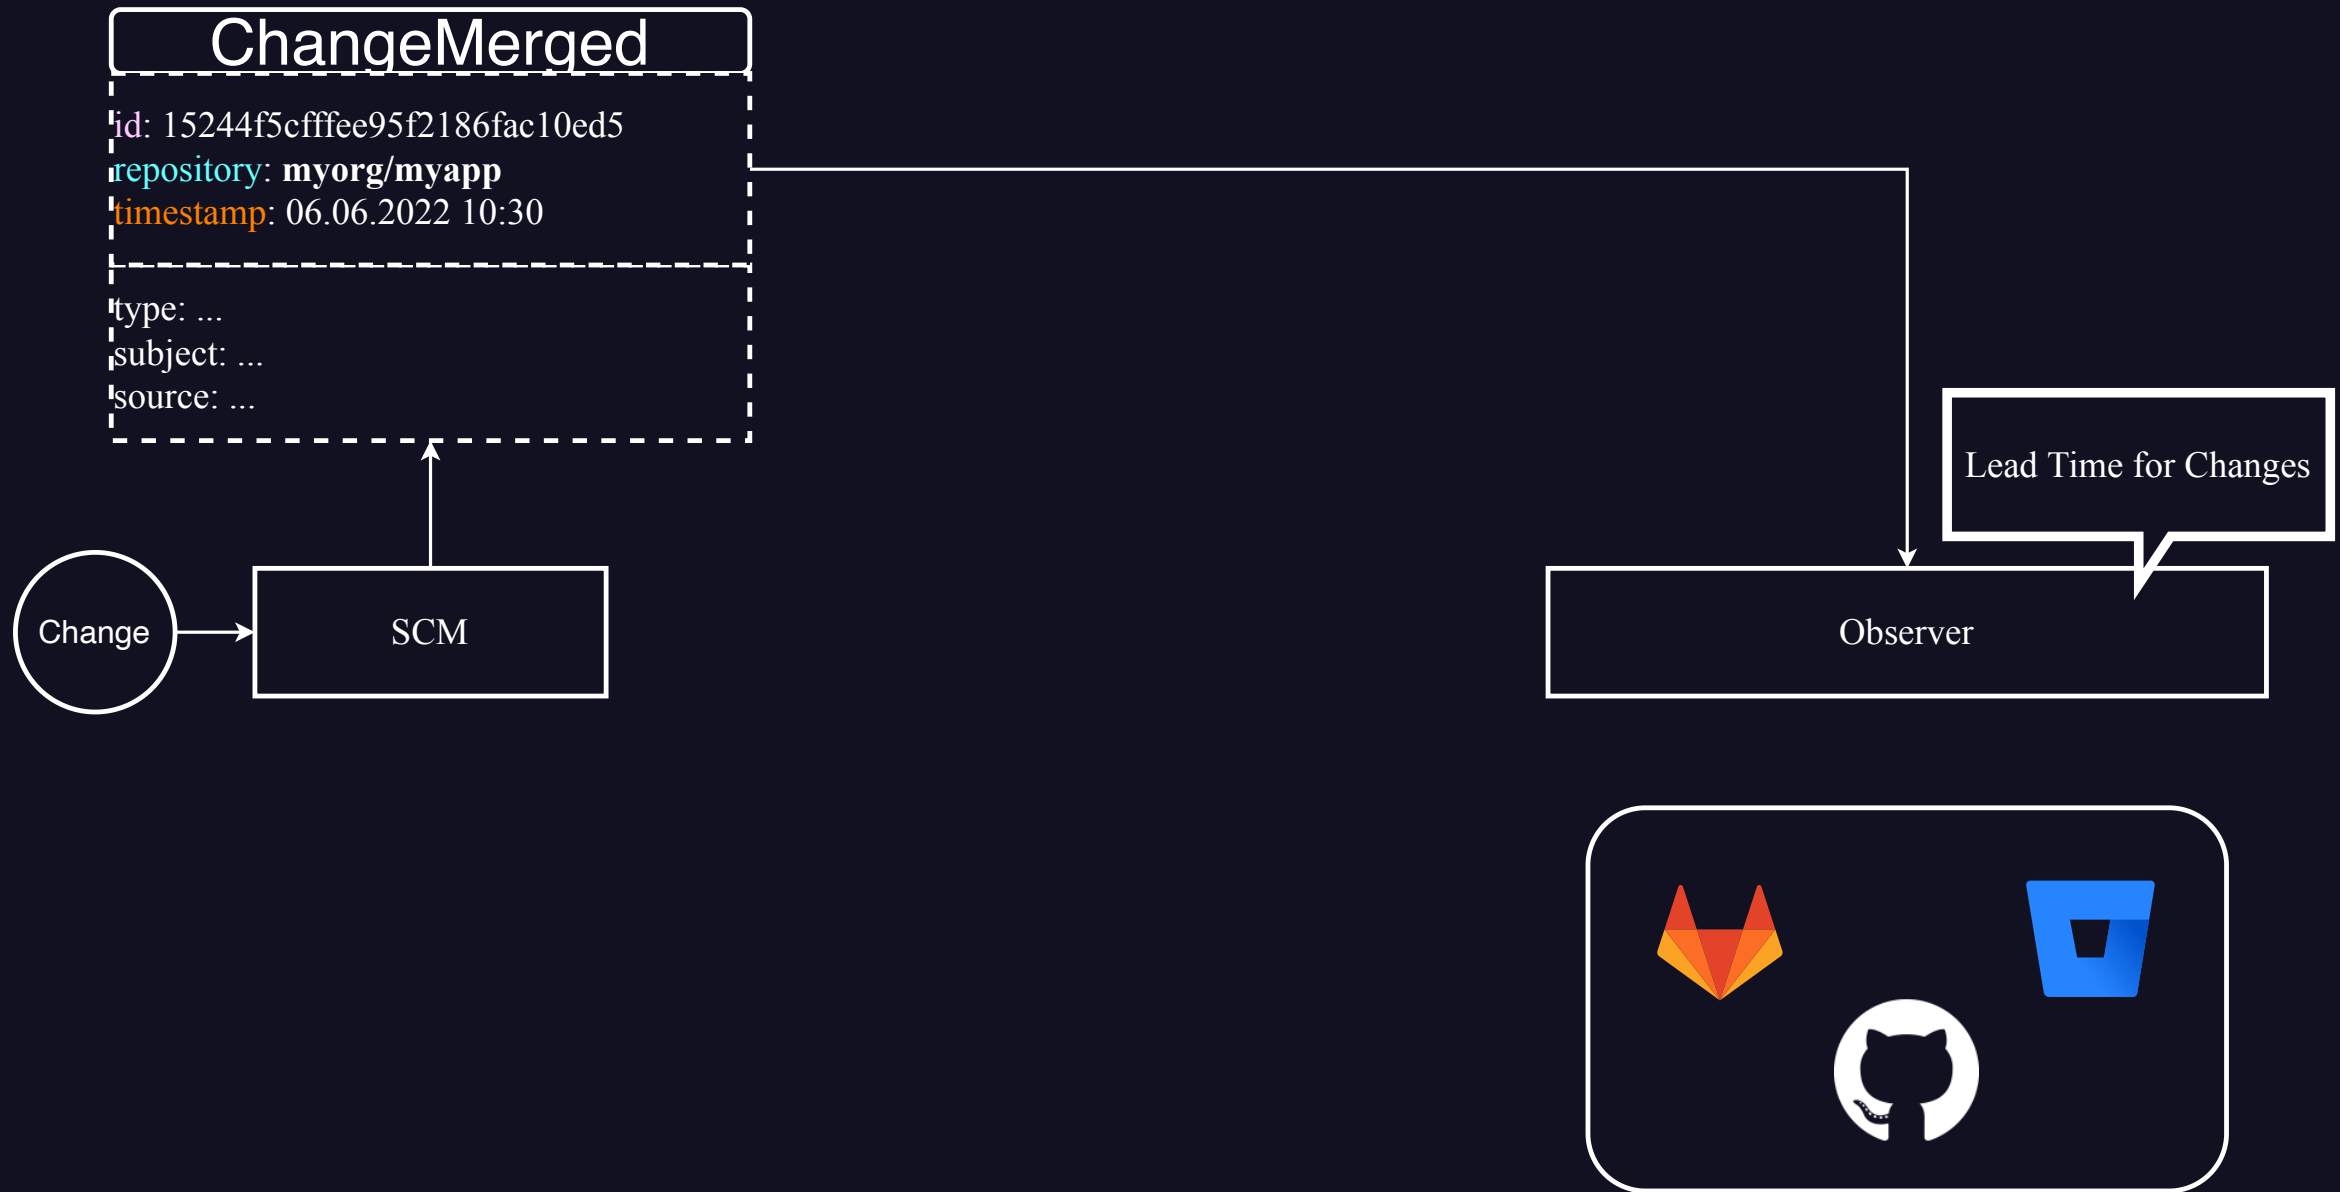 ChangeMerged
id: 15244f5cfffee95f2186fac10ed5
repository: myorg/myapp
timestamp: 06.06.2022 10:30
type: ...
subject: ...
source: ...
Lead Time for Changes
Change
SCM
Observer